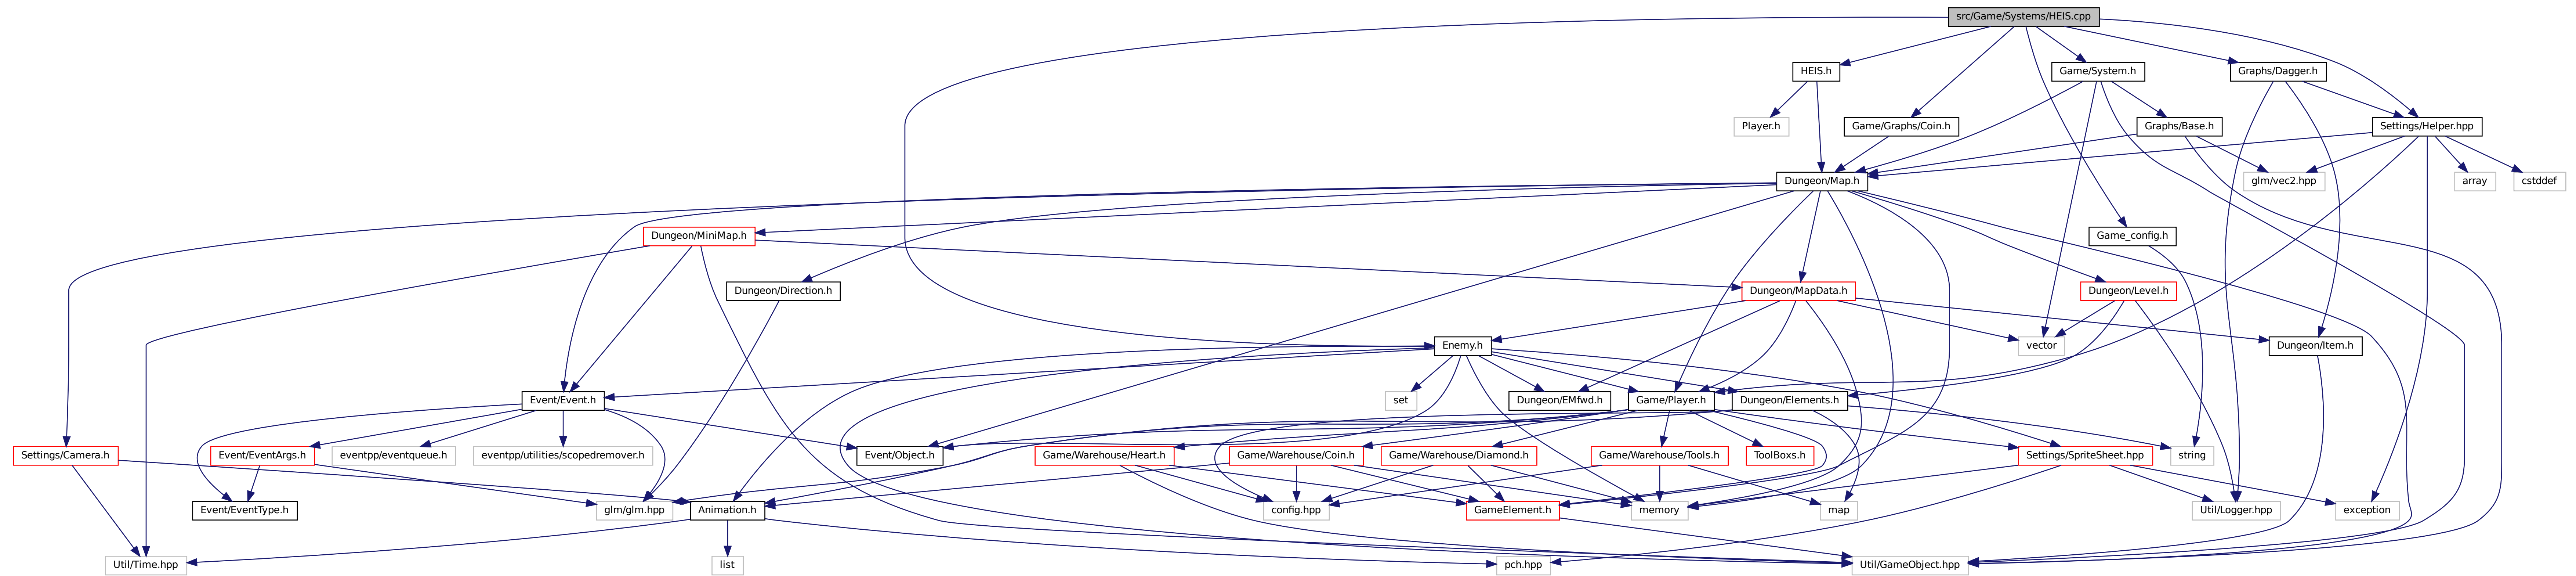 src/Game/Systems/HEIS.cpp
HEIS.h
Game/System.h
Graphs/Dagger.h
Player.h
Game/Graphs/Coin.h
Graphs/Base.h
Settings/Helper.hpp
Dungeon/Map.h
glm/vec2.hpp
array
cstddef
Dungeon/MiniMap.h
Game_config.h
Dungeon/Direction.h
Dungeon/MapData.h
Dungeon/Level.h
Enemy.h
vector
Dungeon/Item.h
Event/Event.h
set
Dungeon/EMfwd.h
Game/Player.h
Dungeon/Elements.h
Settings/Camera.h
Event/EventArgs.h
eventpp/eventqueue.h
eventpp/utilities/scopedremover.h
Event/Object.h
Game/Warehouse/Heart.h
Game/Warehouse/Coin.h
Game/Warehouse/Diamond.h
Game/Warehouse/Tools.h
ToolBoxs.h
Settings/SpriteSheet.hpp
string
Event/EventType.h
glm/glm.hpp
Animation.h
config.hpp
GameElement.h
memory
map
Util/Logger.hpp
exception
Util/Time.hpp
list
pch.hpp
Util/GameObject.hpp